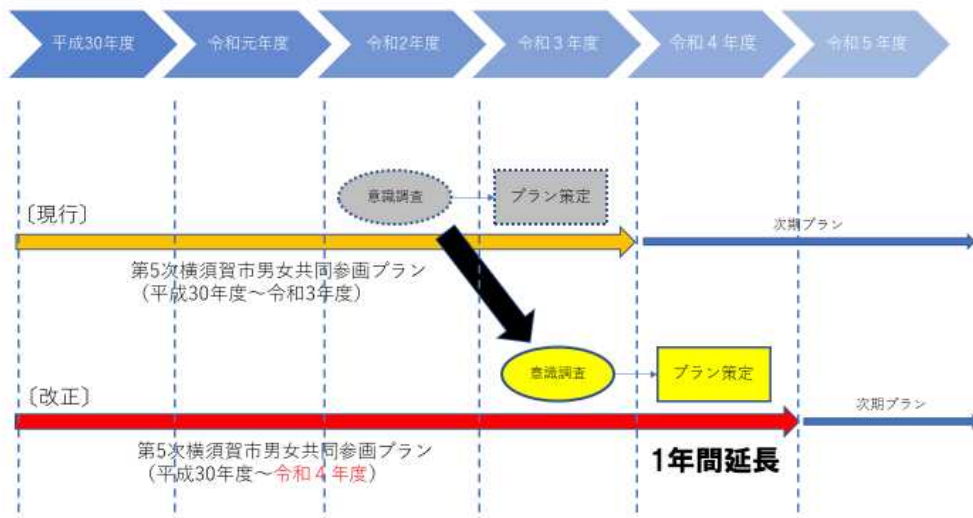 平成30年度
令和元年度
令和2年度
令和３年度
令和４年度
令和５年度
意識調査
プラン策定
〔現行〕
次期プラン
第5次横須賀市男女共同参画プラン
（平成30年度～令和3年度）
意識調査
プラン策定
〔改正〕
次期プラン
第5次横須賀市男女共同参画プラン
（平成30年度～令和４年度）
1年間延長